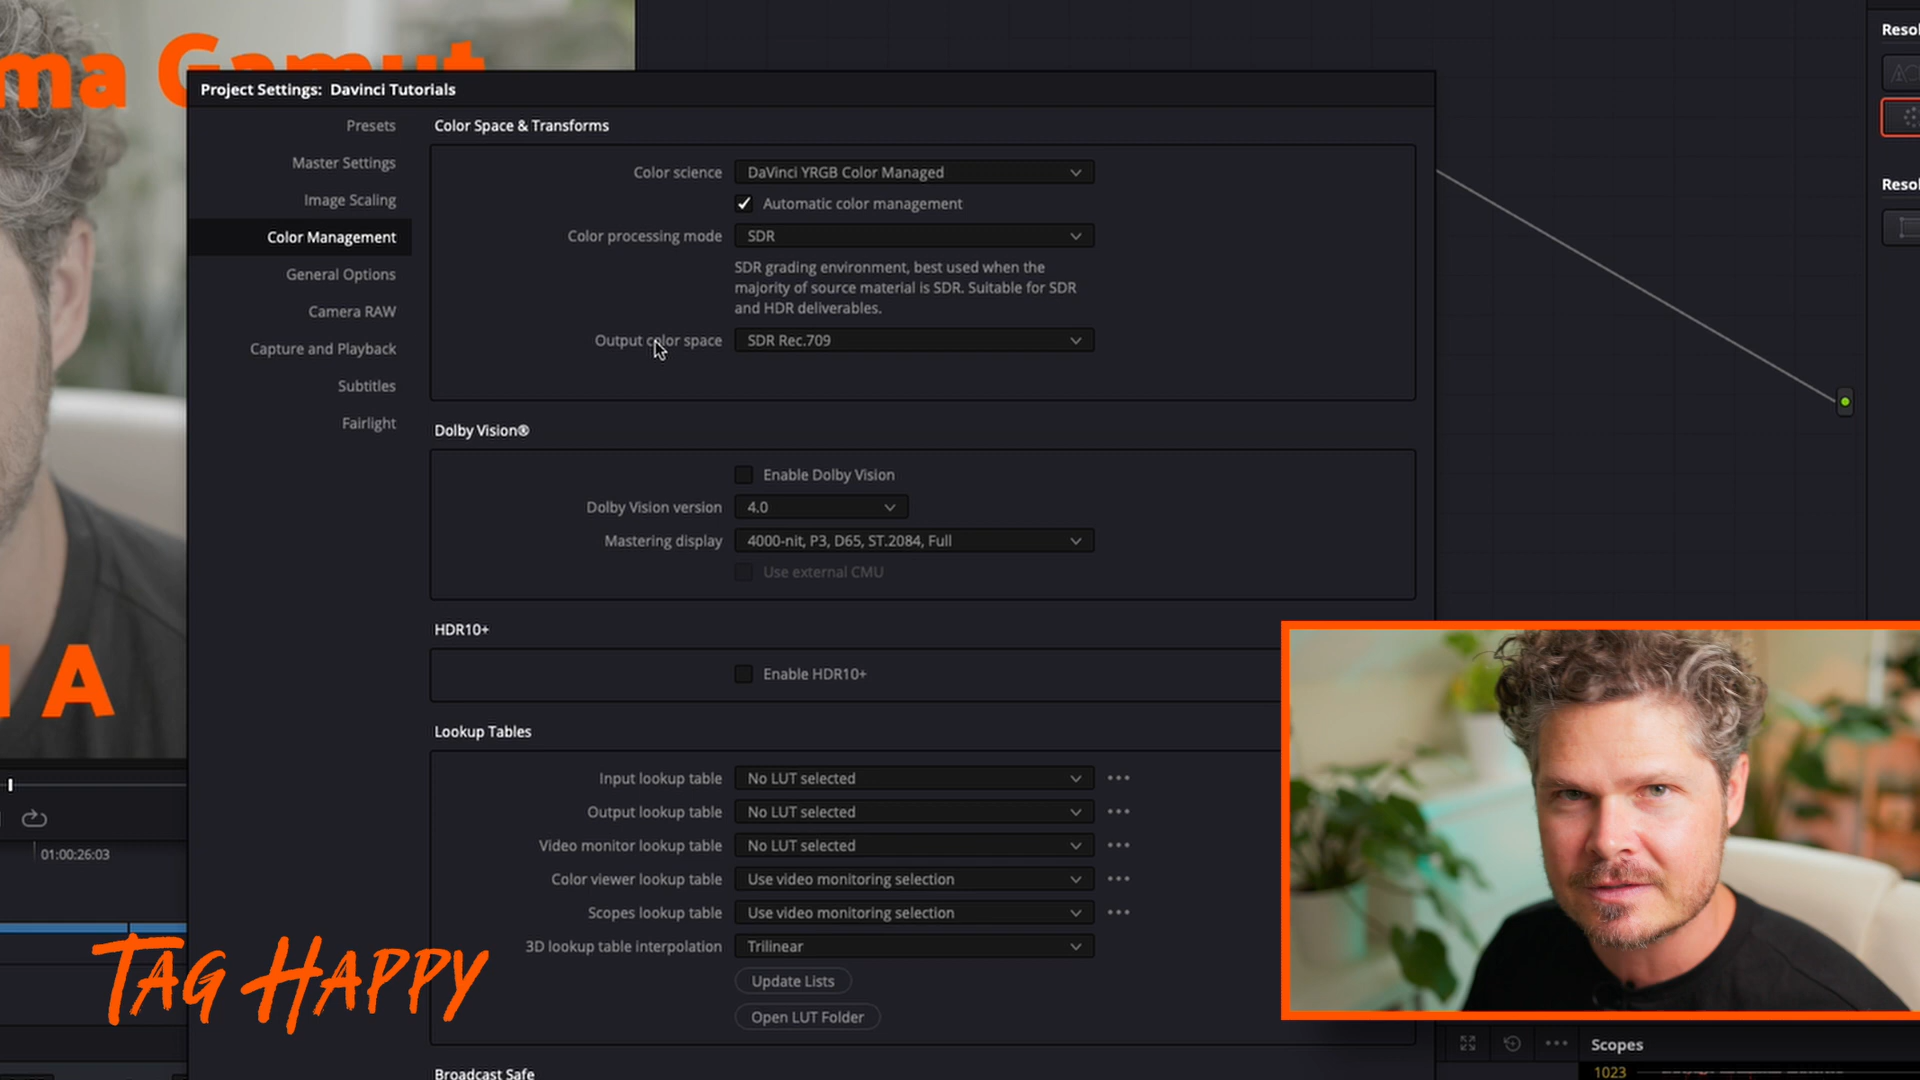 Project Settings: Davinci Tutorials
Presets
Master Settings
Image Scaling
Color Management
General Options
Camera RAW
Capture and Playback
Subtitles
Fairlight
Color Space & Transforms
Color science DaVinci YRGB Color Managed
Automatic color management
Color processing mode SDR
SDR grading environment, best used when the
majority of source material is SDR. Suitable for SDR
and HDR deliverables.
Output color space SDR Rec.709
Dolby Vision®
Enable Dolby Vision
Dolby Vision version 4.0
Mastering display 4000-nit, P3, D65, ST.2084, Full
Use external CMU
HDR10+
Enable HDR10+
Lookup Tables
Input lookup table No LUT selected
Output lookup table No LUT selected
Video monitor lookup table No LUT selected
Color viewer lookup table Use video monitoring selection
Scopes lookup table Use video monitoring selection
3D lookup table interpolation Trilinear
Update Lists
Open LUT Folder
Broadcast Safe
A
01:00:26:03
TAG HAPPY
Scopes
1023